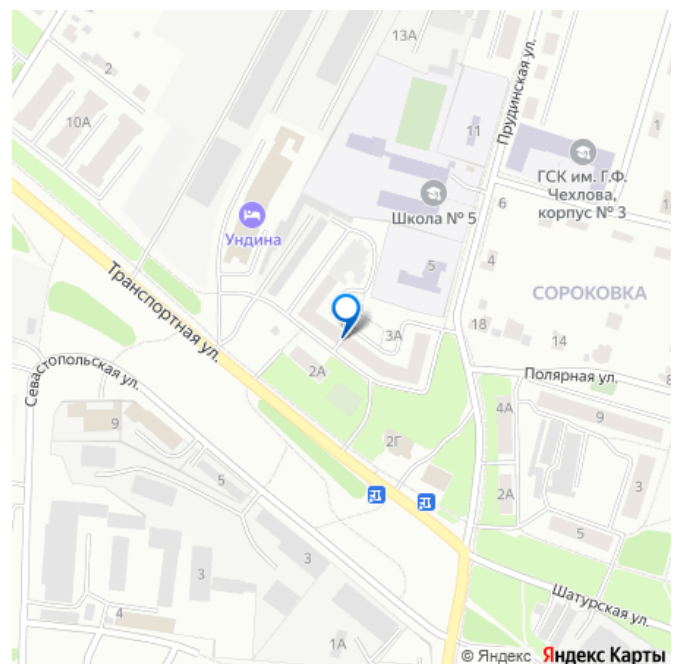 13А
2
Прудинская ул.
10А
11
1
ГСК им. Г.Ф.
Чехлова,
корпус № 3
Школа № 5
6
1
Ундина
4
5
Транспортная ул.
СОРОКОВКА
18
3А
14
2А
Полярная ул.
8
Севастопольская ул.
4А
9
9
2Г
5
2А
3
5
3
3
Шатурская ул.
4
1А
© Яндекс Яндекс Карты